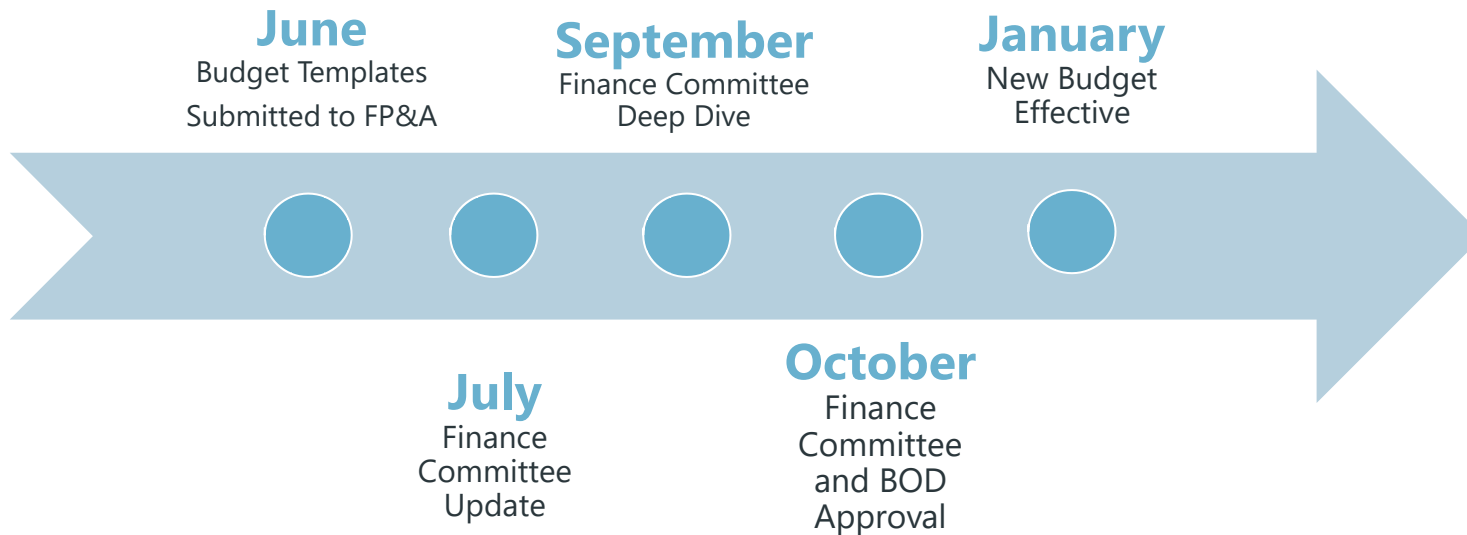 June
Budget Templates
Submitted to FP&A
July
Finance
Committee
Update
September
Finance Committee
Deep Dive
October
Finance
Committee
and BOD
Approval
January
New Budget
Effective